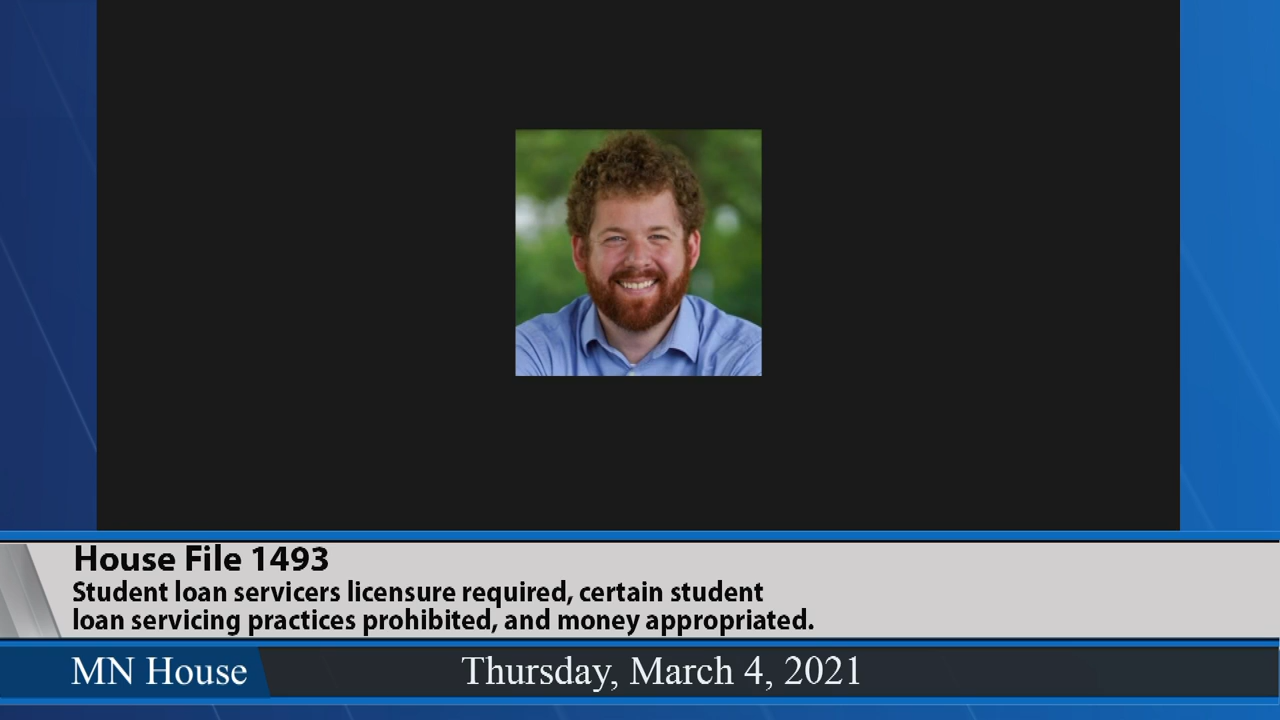 House File 1493
Student loan servicers licensure required, certain student
loan servicing practices prohibited, and money appropriated.
MN House
Thursday, March 4, 2021